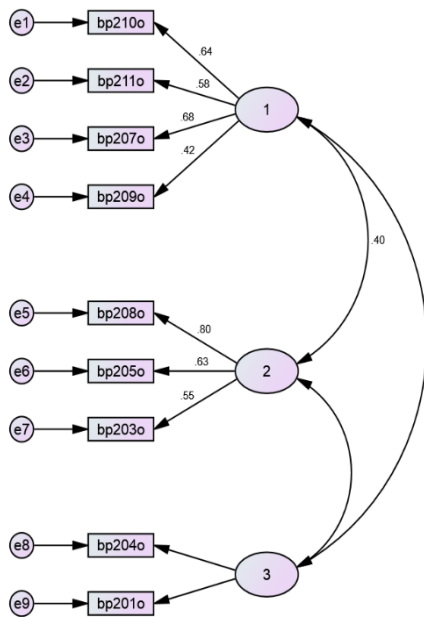 e1 bp210o
.64
e2 bp211o .58 1
.68
e3 bp207o
.42
e4 bp209o
.40
e5 bp208o
.80
e6 bp205o .63 2
.55
e7 bp203o
e8 bp204o
3
e9 bp201o